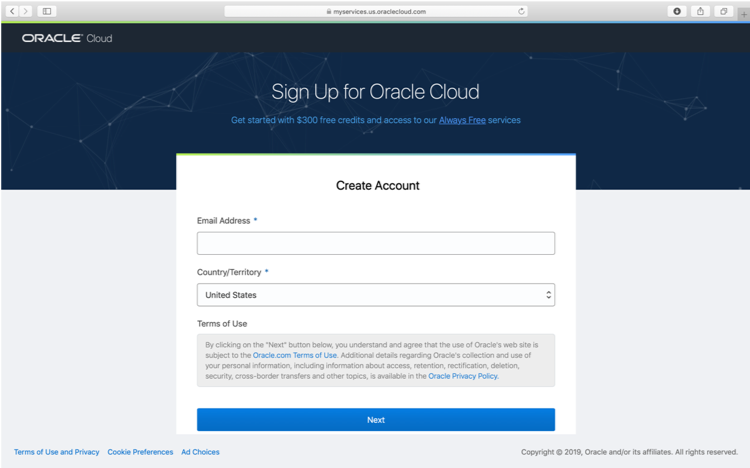 myservices.us.oraclecloud.com
ORACLE Cloud
Sign Up for Oracle Cloud
Get started with $300 free credits and access to our Always Free services
Create Account
Email Address *
Country/Territory *
United States
Terms of Use
By clicking on the "Next" button below, you understand and agree that the use of Oracle's web site is
subject to the Oracle.com Terms of Use. Additional details regarding Oracle's collection and use of
your personal information, including information about access, retention, rectification, deletion,
security, cross-border transfers and other topics, is available in the Oracle Privacy Policy.
Next
Terms of Use and Privacy Cookie Preferences Ad Choices Copyright © 2019, Oracle and/or its affiliates. All rights reserved.